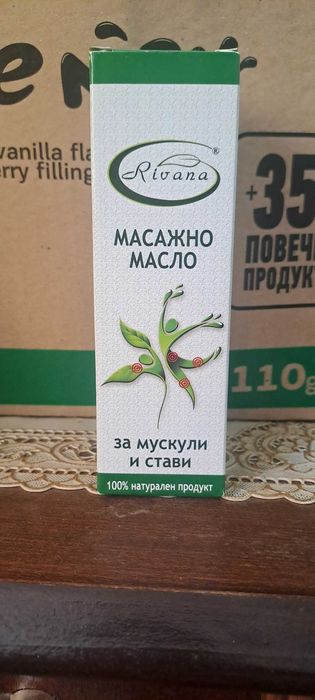 vanilla fla
rry filling
Rivana®
МАСАЖНО
МАСЛО
за мускули
и стави
100% натурален продукт
+35
ПОВЕЧЕ
ПРОДУКТ
110g